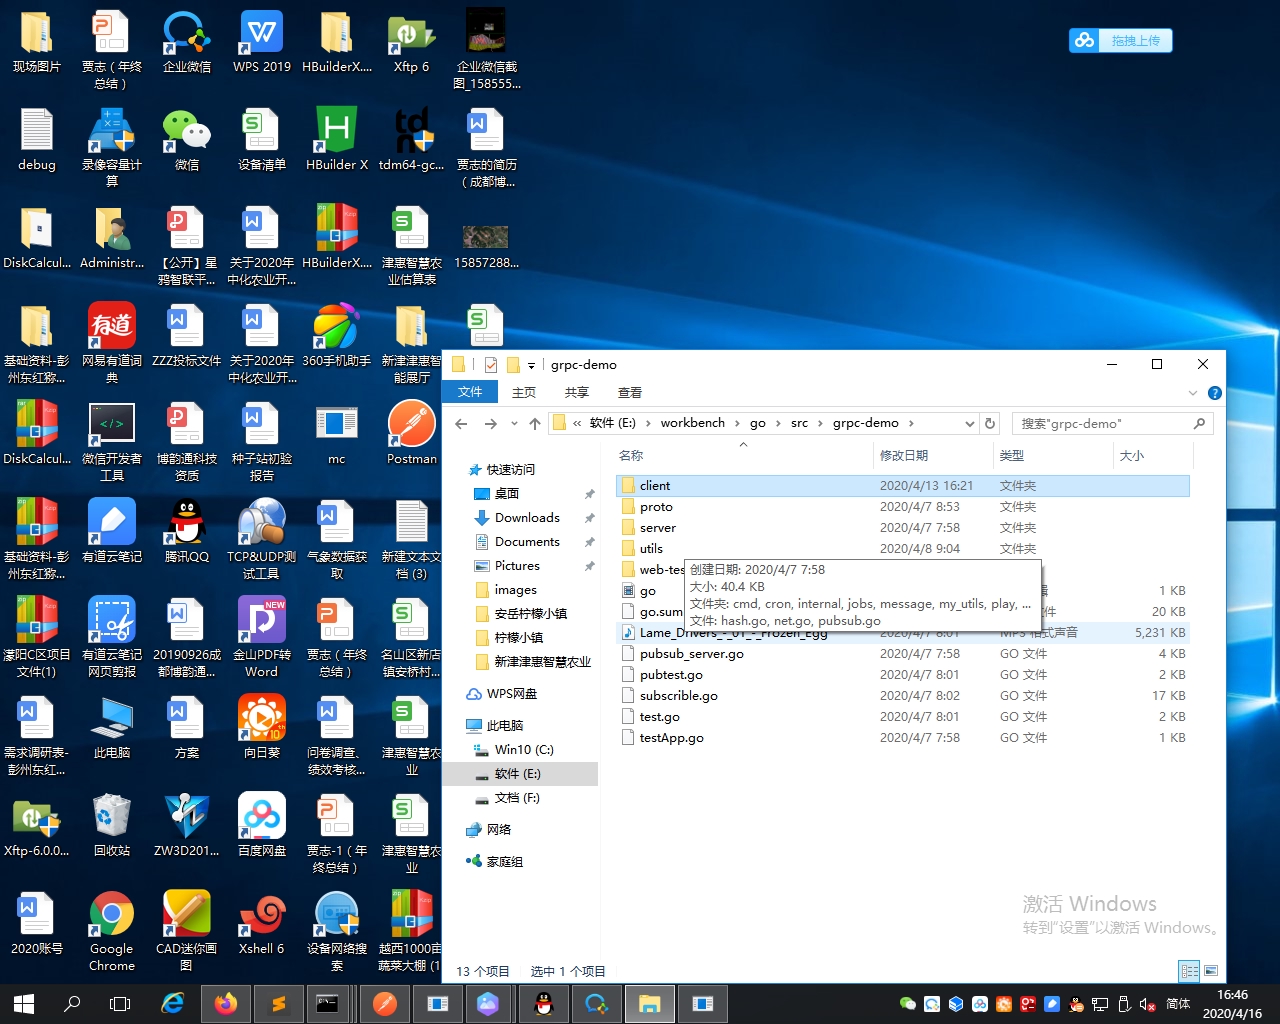 现场图片
贾志（年终
总结）
企业微信
WPS 2019
HBuilderX....
Xftp 6
企业微信截
图_158555...
拖拽上传
debug
录像容量计
算
微信
设备清单
HBuilder X
tdm64-gc...
贾志的简历
（成都博...
DiskCalcul...
Administr...
【公开】星
鸦智联平...
关于2020年
中化农业开...
HBuilderX....
津惠智慧农
业估算表
15857288...
基础资料-彭
州东红猕...
网易有道词
典
ZZZ投标文件
关于2020年
中化农业开...
360手机助手
新津津惠智
能展厅
DiskCalcul...
微信开发者
工具
博韵通科技
资质
种子站初验
报告
mc
Postman
基础资料-彭
州东红猕...
有道云笔记
腾讯QQ
TCP&UDP测
试工具
气象数据获
取
新建文本文
档 (3)
濛阳C区项目
文件(1)
有道云笔记
网页剪报
20190926成
都博韵通...
金山PDF转
Word
贾志（年终
总结）
名山区新店
镇安桥村...
需求调研表-
彭州东红...
此电脑
方案
向日葵
问卷调查、
绩效考核...
津惠智慧农
业
Xftp-6.0.0...
回收站
ZW3D201...
百度网盘
贾志-1（年
终总结）
津惠智慧农
业
2020账号
Google
Chrome
CAD迷你画
图
Xshell 6
设备网络搜
索
越西1000亩
蔬菜大棚 (1
grpc-demo
文件
主页
共享
查看
« 软件 (E:) › workbench › go › src › grpc-demo ›
搜索"grpc-demo"
名称
修改日期
类型
大小
快速访问
桌面
Downloads
Documents
Pictures
images
安岳柠檬小镇
柠檬小镇
新津津惠智慧农业
WPS网盘
此电脑
Win10 (C:)
软件 (E:)
文档 (F:)
网络
家庭组
client 2020/4/13 16:21 文件夹
proto 2020/4/7 8:53 文件夹
server 2020/4/7 7:58 文件夹
utils 2020/4/8 9:04 文件夹
web-tes
go 1 KB
go.sum 文件 20 KB
Lame_Drivers_-_01_-_Frozen_Egg 2020/4/7 8:01 MP3 格式声音 5,231 KB
pubsub_server.go 2020/4/7 7:58 GO 文件 4 KB
pubtest.go 2020/4/7 8:01 GO 文件 2 KB
subscrible.go 2020/4/7 8:02 GO 文件 17 KB
test.go 2020/4/7 8:01 GO 文件 2 KB
testApp.go 2020/4/7 7:58 GO 文件 1 KB
创建日期: 2020/4/7 7:58
大小: 40.4 KB
文件夹: cmd, cron, internal, jobs, message, my_utils, play, ...
文件: hash.go, net.go, pubsub.go
13 个项目
选中 1 个项目
激活 Windows
转到"设置"以激活 Windows。
简体
16:46
2020/4/16